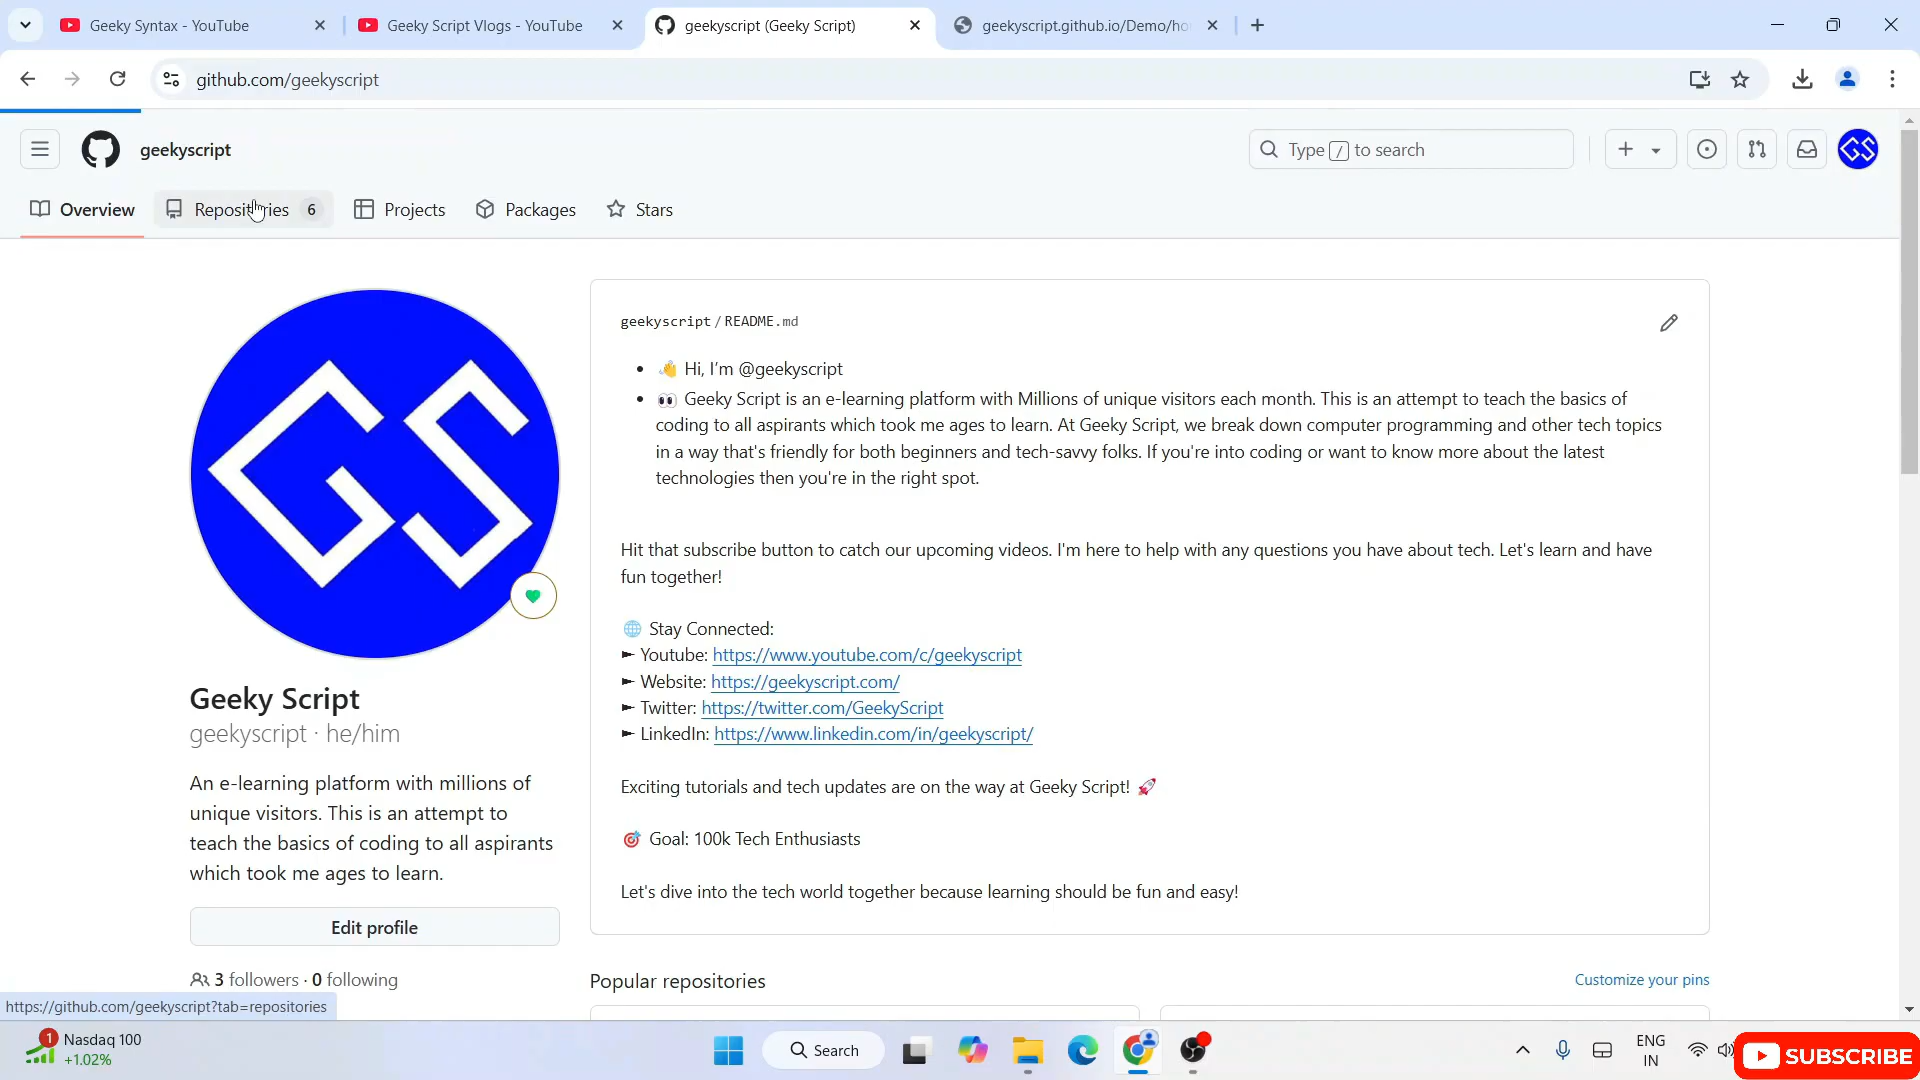 Geeky Syntax - YouTube
Geeky Script Vlogs - YouTube
geekyscript (Geeky Script)
geekyscript.github.io/Demo/ho
github.com/geekyscript
geekyscript
Type / to search
Overview
Repositories 6
Projects
Packages
Stars
GS
geekyscript / README.md
• 👋 Hi, I'm @geekyscript
• 👀 Geeky Script is an e-learning platform with Millions of unique visitors each month. This is an attempt to teach the basics of
coding to all aspirants which took me ages to learn. At Geeky Script, we break down computer programming and other tech topics
in a way that's friendly for both beginners and tech-savvy folks. If you're into coding or want to know more about the latest
technologies then you're in the right spot.
Hit that subscribe button to catch our upcoming videos. I'm here to help with any questions you have about tech. Let's learn and have
fun together!
🌐 Stay Connected:
► Youtube: https://www.youtube.com/c/geekyscript
► Website: https://geekyscript.com/
► Twitter: https://twitter.com/GeekyScript
► LinkedIn: https://www.linkedin.com/in/geekyscript/
Exciting tutorials and tech updates are on the way at Geeky Script! 🚀
🎯 Goal: 100k Tech Enthusiasts
Let's dive into the tech world together because learning should be fun and easy!
Geeky Script
geekyscript · he/him
An e-learning platform with millions of
unique visitors. This is an attempt to
teach the basics of coding to all aspirants
which took me ages to learn.
Edit profile
3 followers · 0 following
Popular repositories
Customize your pins
https://github.com/geekyscript?tab=repositories
1
Nasdaq 100
+1.02%
Search
ENG
IN
SUBSCRIBE